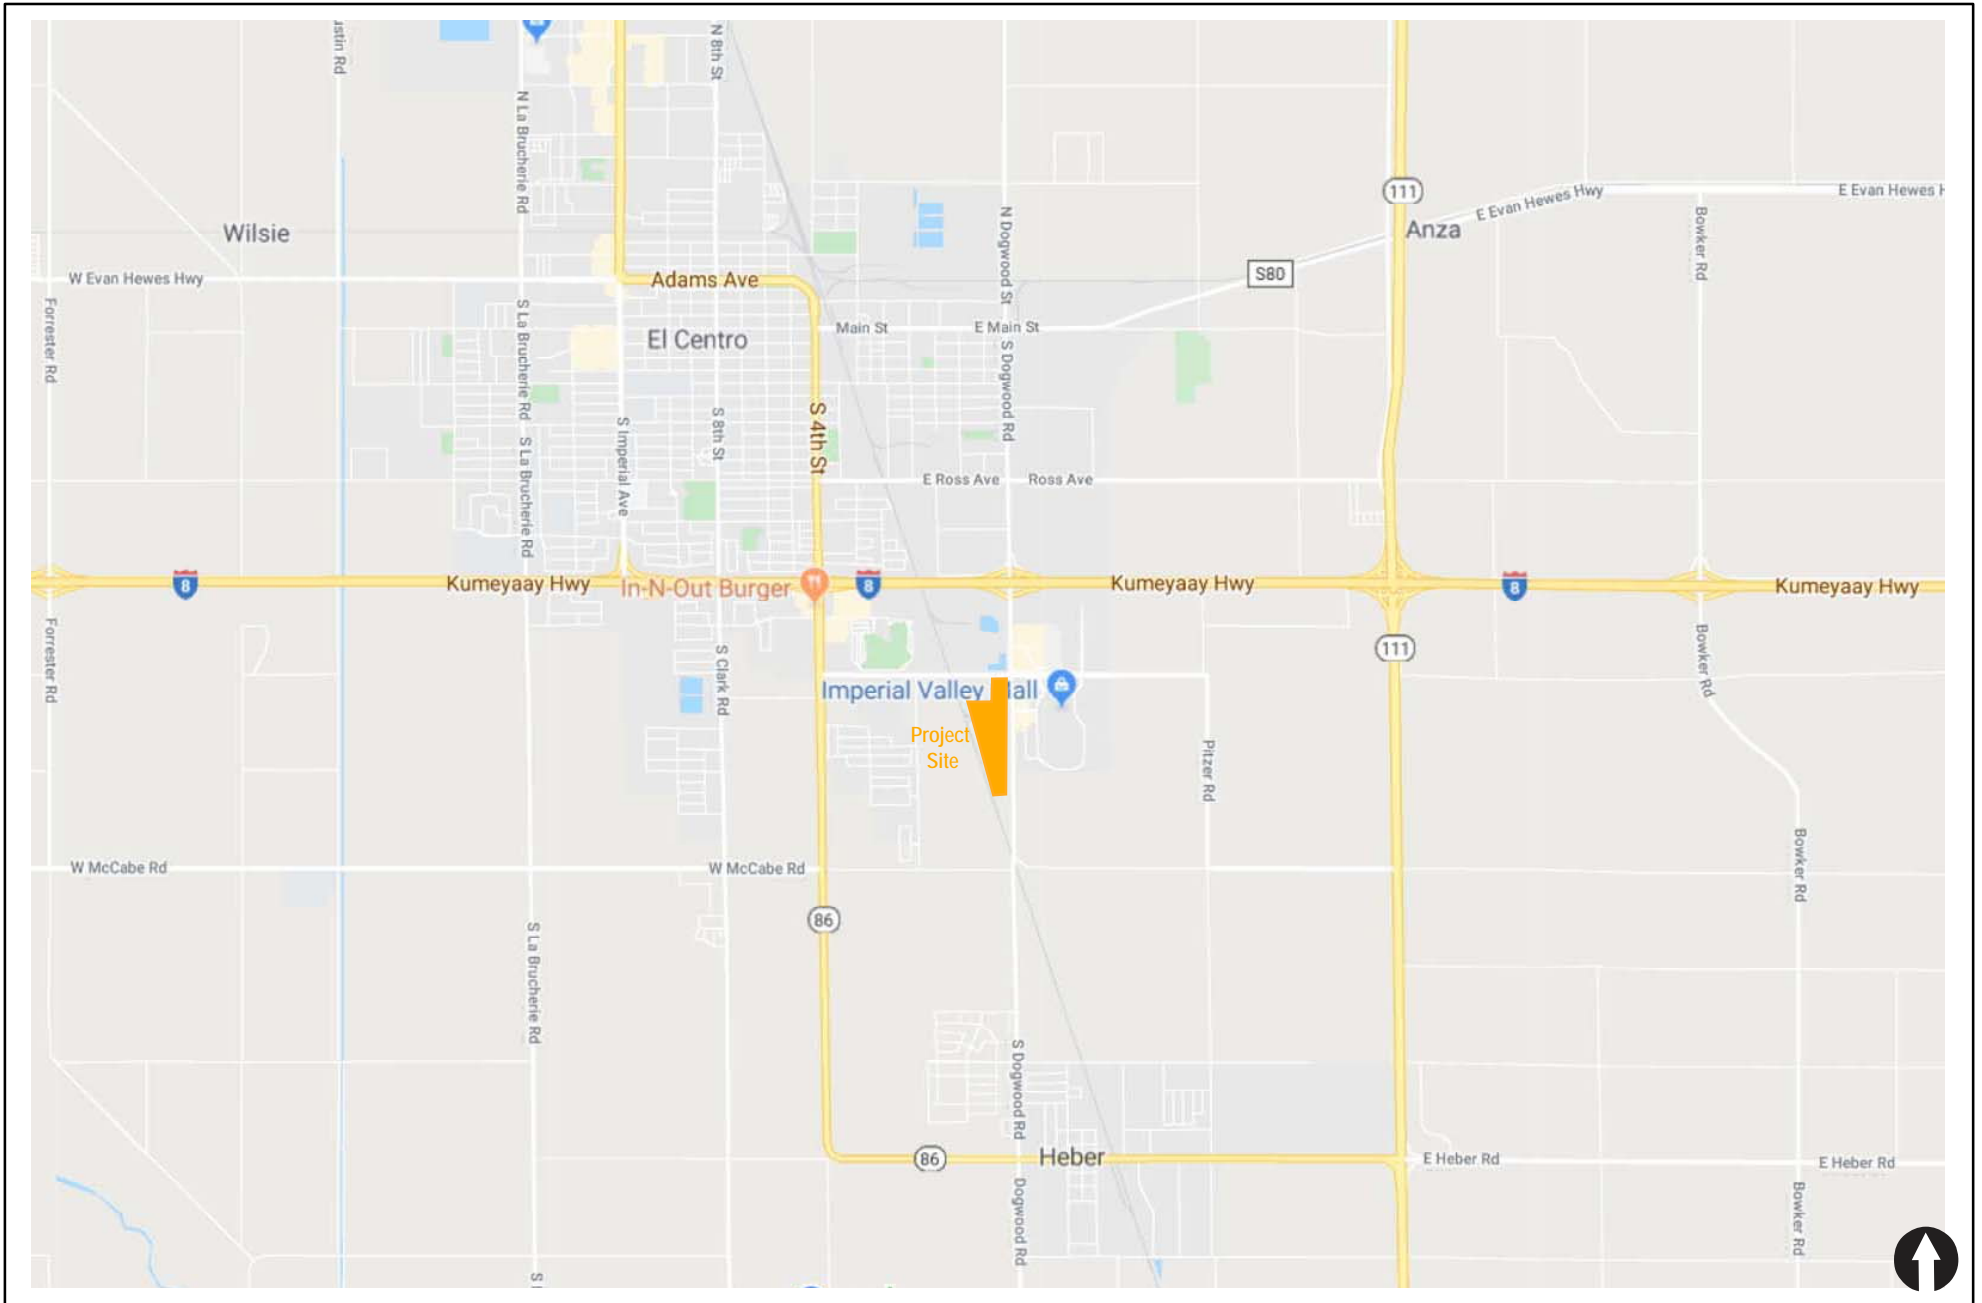 ustin Rd
N La Brucherie Rd
N 8th St
111
E Evan Hewes Hwy
E Evan Hewes H
Wilsie
Anza
N Dogwood St
Bowker Rd
W Evan Hewes Hwy
Adams Ave
S80
Forrester Rd
S La Brucherie Rd
El Centro
Main St
E Main St
S Dogwood Rd
S La Brucherie Rd
S Imperial Ave
S 8th St
S 4th St
E Ross Ave
Ross Ave
8
Kumeyaay Hwy
In-N-Out Burger
8
Kumeyaay Hwy
8
Kumeyaay Hwy
Forrester Rd
S Clark Rd
111
Bowker Rd
Imperial Valley
all
Project
Site
Pitzer Rd
W McCabe Rd
W McCabe Rd
Bowker Rd
86
S La Brucherie Rd
S Dogwood Rd
86
Heber
E Heber Rd
E Heber Rd
Dogwood Rd
Bowker Rd